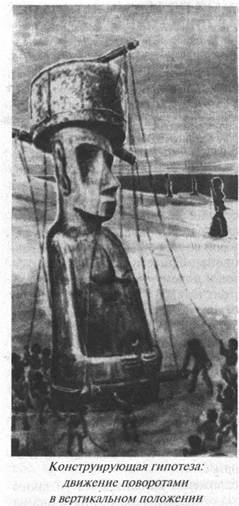 Конструирующая гипотеза:
движение поворотами
в вертикальном положении